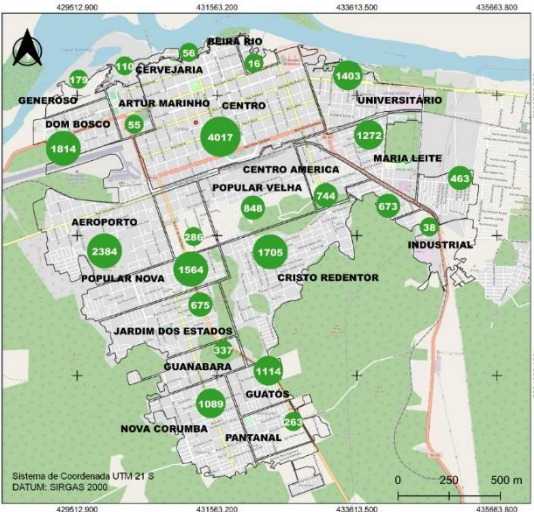 429512.900 431563.200 433613.500 435663.800
BEIRA RIO
56
110
16
1403
179
CERVEJARIA
GENEROSO
ARTUR MARINHO
CENTRO
UNIVERSITÁRIO
DOM BOSCO
55
4017
1272
1814
MARIA LEITE
CENTRO AMERICA
463
POPULAR VELHA
744
848
673
AEROPORTO
38
286
INDUSTRIAL
2384
1705
1564
POPULAR NOVA
CRISTO REDENTOR
675
JARDIM DOS ESTADOS
337
GUANABARA
1114
GUATÓS
1089
263
NOVA CORUMBA
PANTANAL
Sistema de Coordenada UTM 21 S
DATUM: SIRGAS 2000
0 250 500 m
429512.900 431563.200 433613.500 435663.800